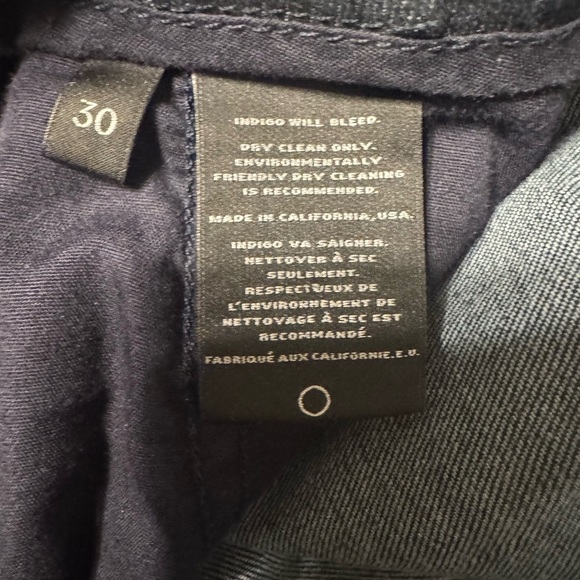 30
INDIGO WILL BLEED.
DRY CLEAN ONLY.
ENVIRONMENTALLY
FRIENDLY DRY CLEANING
IS RECOMMENDED.
MADE IN CALIFORNIA, USA.
INDIGO VA SAIGNER.
NETTOYER À SEC
SEULEMENT.
RESPECTUEUX DE
L'ENVIRONNEMENT DE
NETTOYAGE À SEC EST
RECOMMANDÉ.
FABRIQUÉ AUX CALIFORNIE.E.U.